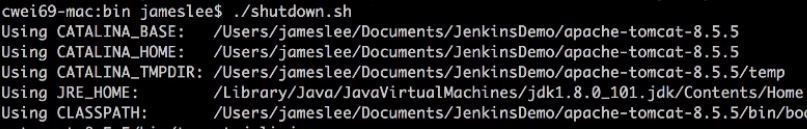 cwei69-mac:bin jameslee$ ./shutdown.sh
Using CATALINA_BASE:   /Users/jameslee/Documents/JenkinsDemo/apache-tomcat-8.5.5
Using CATALINA_HOME:   /Users/jameslee/Documents/JenkinsDemo/apache-tomcat-8.5.5
Using CATALINA_TMPDIR: /Users/jameslee/Documents/JenkinsDemo/apache-tomcat-8.5.5/temp
Using JRE_HOME:        /Library/Java/JavaVirtualMachines/jdk1.8.0_101.jdk/Contents/Home
Using CLASSPATH:       /Users/jameslee/Documents/JenkinsDemo/apache-tomcat-8.5.5/bin/boo